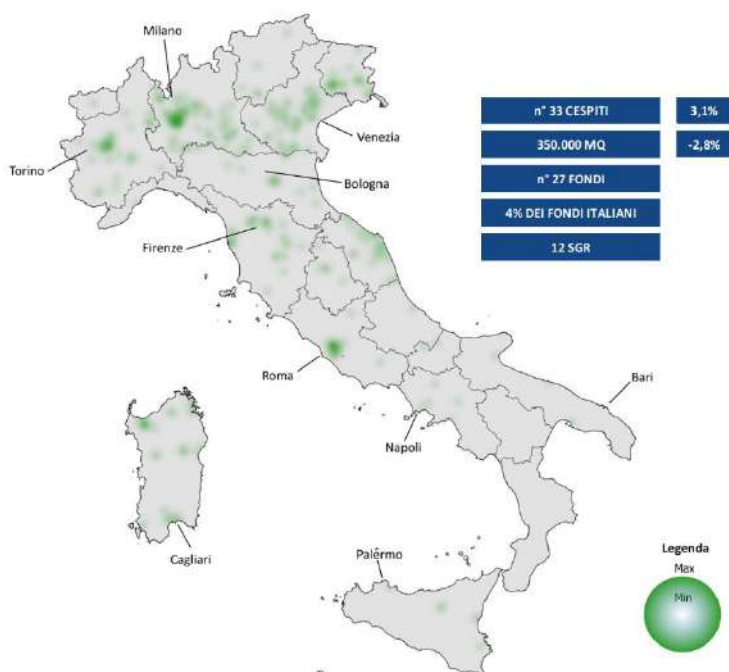 Milano
Venezia
Torino
Bologna
Firenze
Roma
Bari
Napoli
Cagliari
Palermo
n° 33 CESPITI 3,1%
350.000 MQ -2,8%
n° 27 FONDI
4% DEI FONDI ITALIANI
12 SGR
Legenda
Max
Min